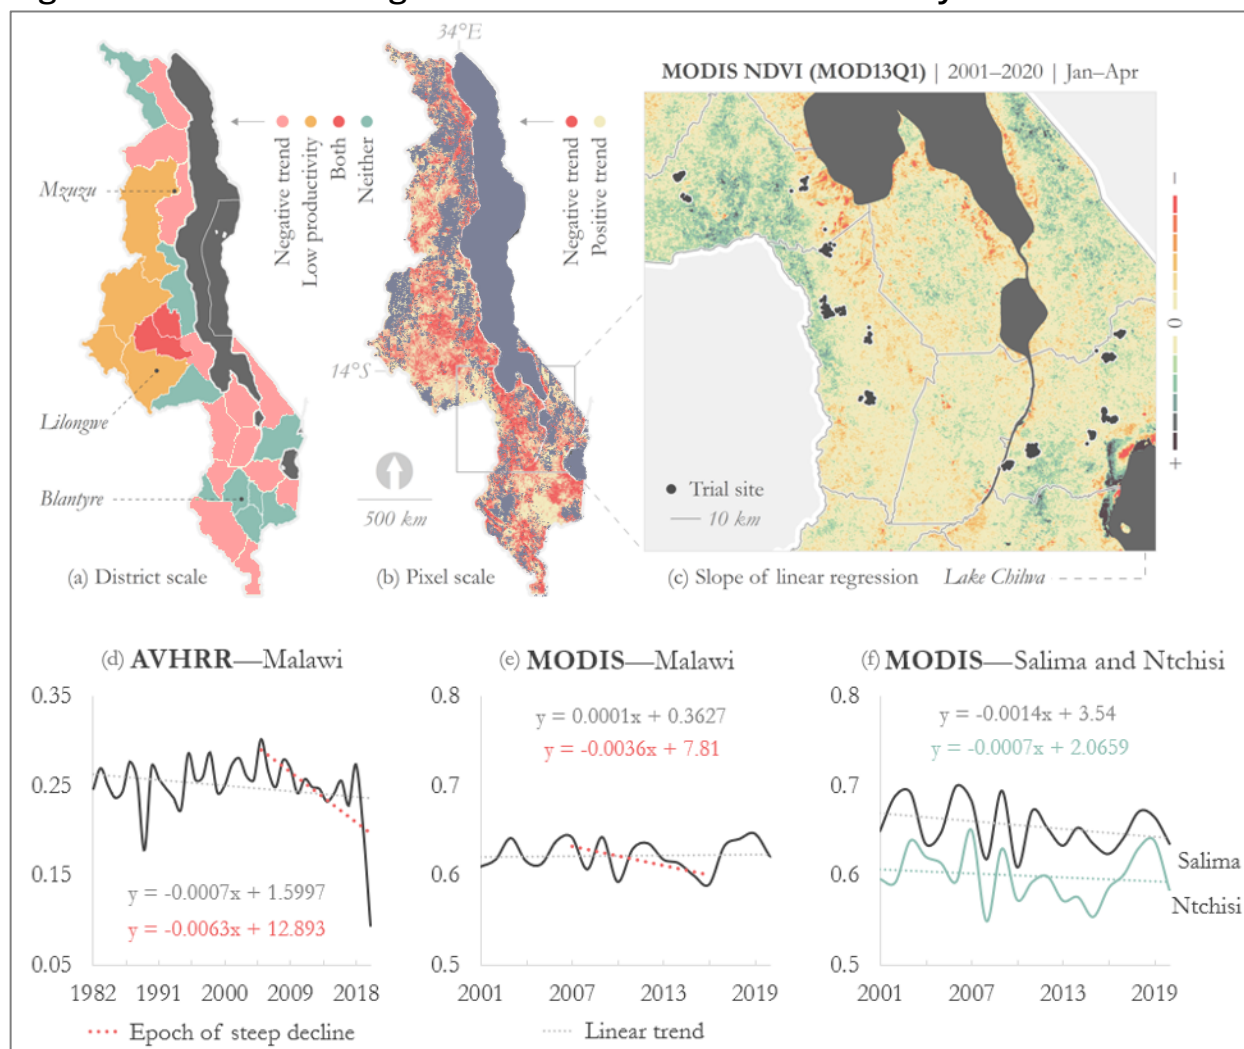 34°E
MODIS NDVI (MOD13Q1) | 2001–2020 | Jan–Apr
Negative trend
Low productivity
Both
Neither
Negative trend
Positive trend
Mzuzu
14°S
Lilongwe
Blantyre
500 km
Trial site
10 km
–
0
+
(a) District scale
(b) Pixel scale
(c) Slope of linear regression
Lake Chilwa
(d) AVHRR—Malawi
0.35
0.25
0.15
0.05
y = -0.0007x + 1.5997
y = -0.0063x + 12.893
1982 1991 2000 2009 2018
(e) MODIS—Malawi
0.8
0.7
0.6
0.5
y = 0.0001x + 0.3627
y = -0.0036x + 7.81
2001 2007 2013 2019
(f) MODIS—Salima and Ntchisi
0.8
0.7
0.6
0.5
y = -0.0014x + 3.54
y = -0.0007x + 2.0659
Salima
Ntchisi
2001 2007 2013 2019
Epoch of steep decline
Linear trend